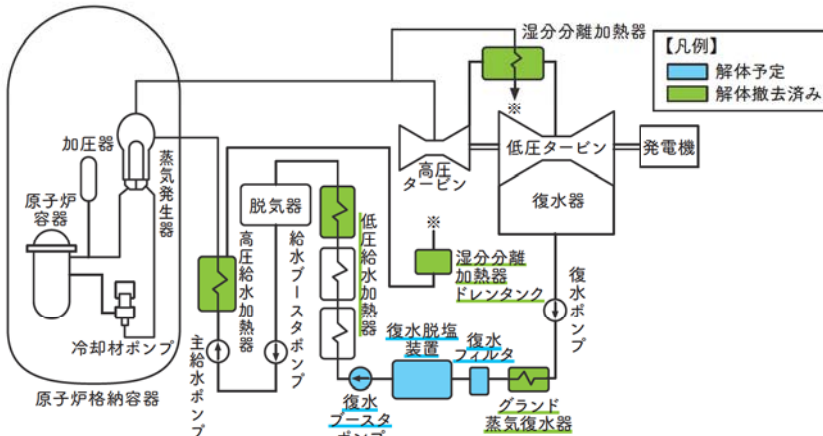 湿分分離加熱器
【凡例】
解体予定
解体撤去済み
※
加圧器
蒸気発生器
原子炉
容器
冷却材ポンプ
原子炉格納容器
高圧給水加熱器
主給水ポンプ
脱気器
給水ブースタポンプ
低圧給水加熱器
高圧
タービン
低圧タービン
発電機
復水器
※
湿分分離
加熱器
ドレンタンク
復水ポンプ
復水脱塩
装置
復水
フィルタ
グランド
蒸気復水器
復水
ブースタ
ポンプ